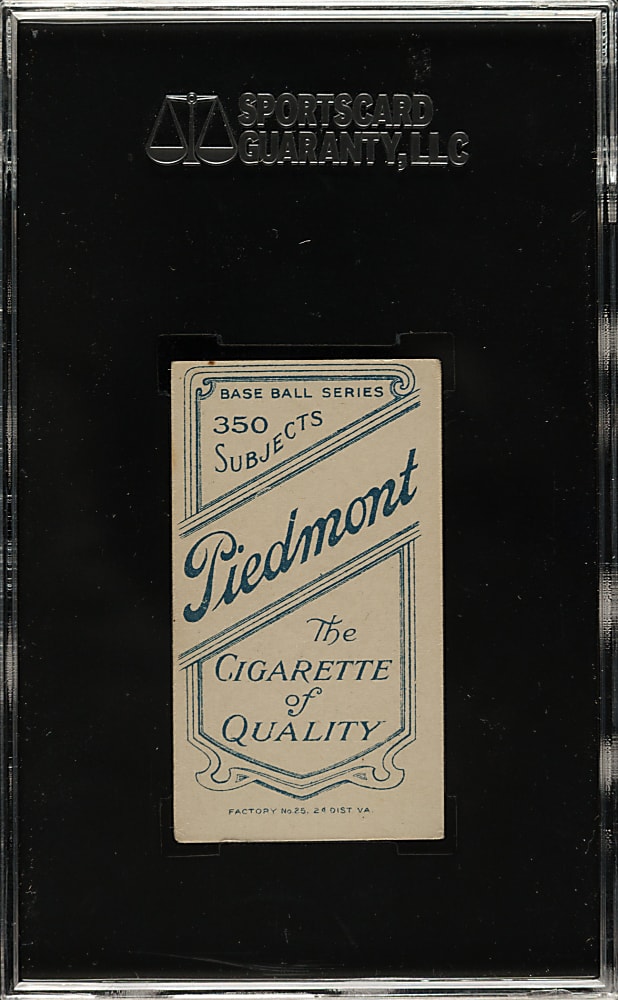 SPORTSCARD
GUARANTY, LLC
BASE BALL SERIES
350
SUBJECTS
Piedmont
The
CIGARETTE
of
QUALITY
FACTORY No. 25, 2d DIST. VA.